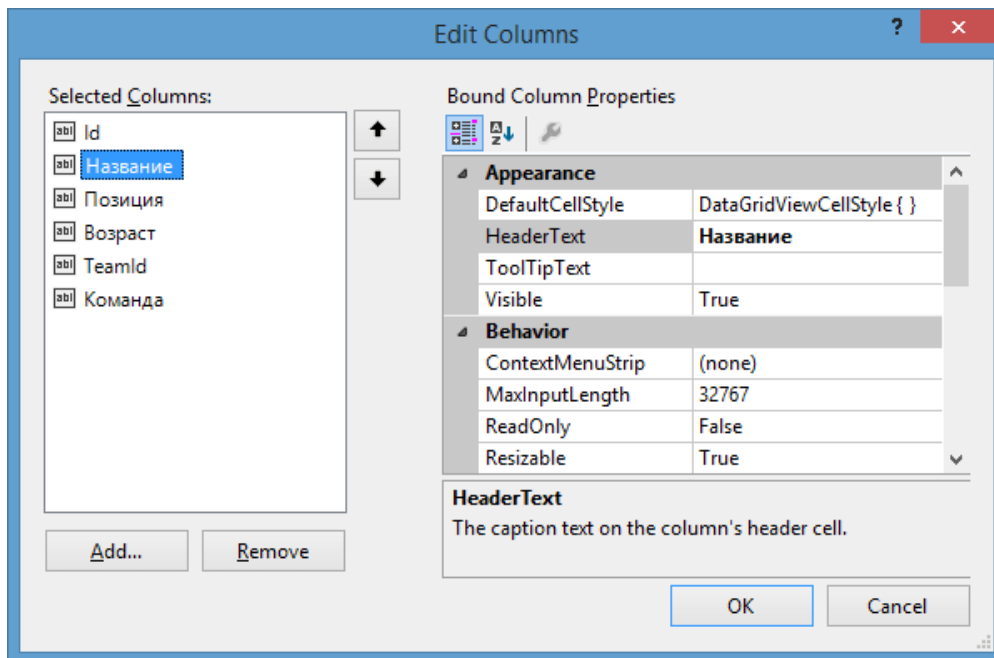 Edit Columns
?
Selected Columns:
Id
Название
Позиция
Возраст
TeamId
Команда
Add...
Remove
Bound Column Properties
Appearance
DefaultCellStyle DataGridViewCellStyle { }
HeaderText Название
ToolTipText
Visible True
Behavior
ContextMenuStrip (none)
MaxInputLength 32767
ReadOnly False
Resizable True
HeaderText
The caption text on the column's header cell.
OK
Cancel